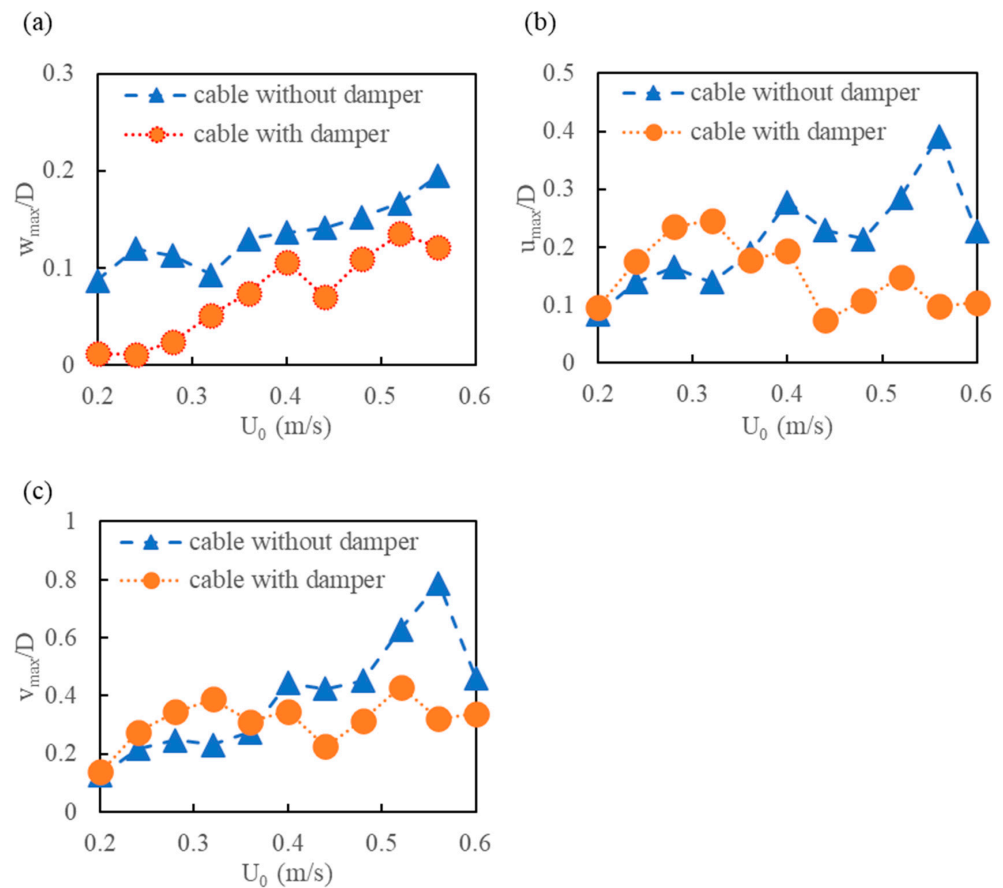 (a)
0.3
0.2
0.1
0
w_max/D
cable without damper
cable with damper
0.2 0.3 0.4 0.5 0.6
U₀ (m/s)
(b)
0.5
0.4
0.3
0.2
0.1
0
u_max/D
cable without damper
cable with damper
0.2 0.3 0.4 0.5 0.6
U₀ (m/s)
(c)
1
0.8
0.6
0.4
0.2
0
v_max/D
cable without damper
cable with damper
0.2 0.3 0.4 0.5 0.6
U₀ (m/s)